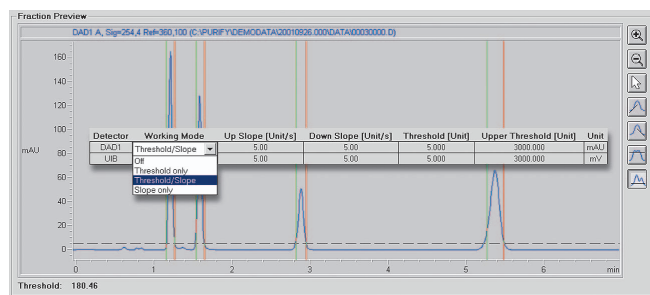 Fraction Preview
DAD1 A, Sig=254,4 Ref=360,100 (C:\PURIFY\DEMODATA\20010926.000\DATA\00030000.D)
160
140
120
100
Detector Working Mode Up Slope [Unit/s] Down Slope [Unit/s] Threshold [Unit] Upper Threshold [Unit] Unit
DAD1 Threshold/Slope 5.00 5.00 5.000 3000.000 mAU
UIB 5.00 5.00 5.000 3000.000 mV
Off
Threshold only
Threshold/Slope
Slope only
mAU
80
60
40
20
0
0 1 2 3 4 5 6 min
Threshold: 180.46